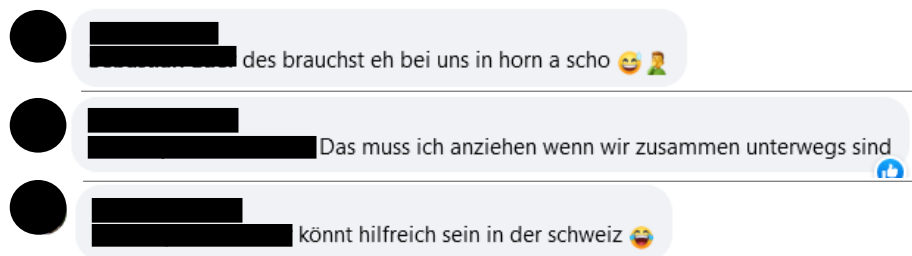 des brauchst eh bei uns in horn a scho 😅 🤦‍♂️
Das muss ich anziehen wenn wir zusammen unterwegs sind
könnt hilfreich sein in der schweiz 😂